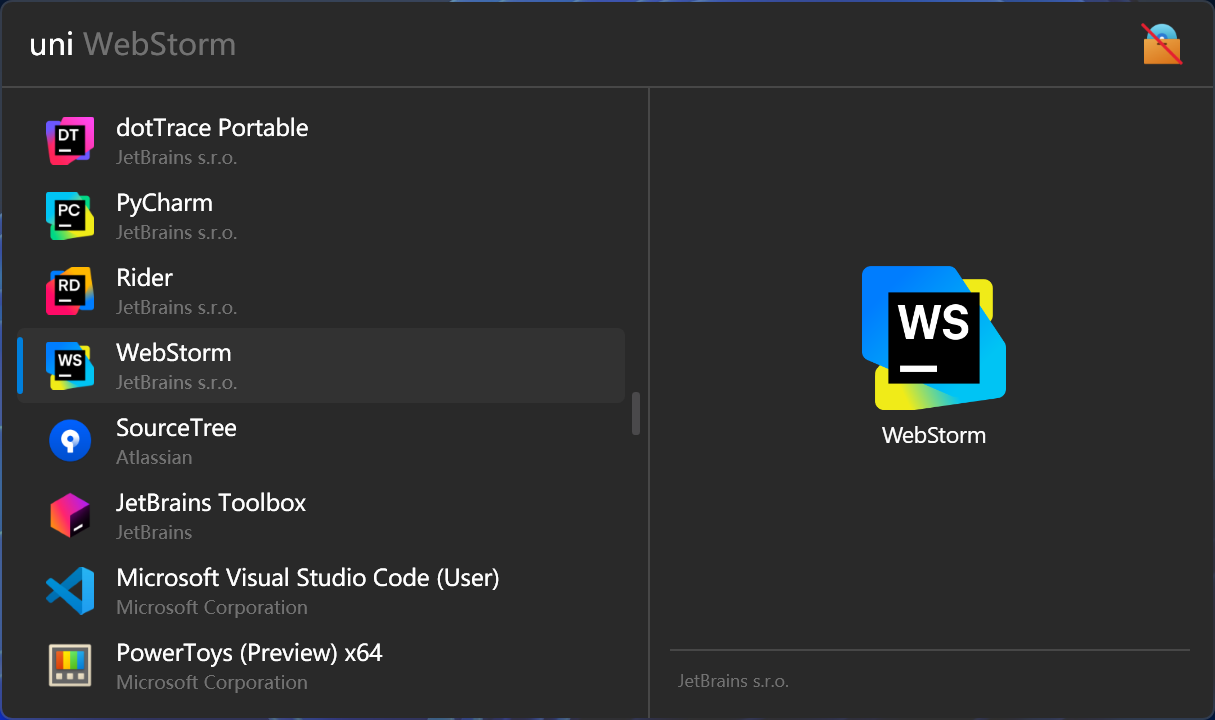 uni WebStorm
DT
dotTrace Portable
JetBrains s.r.o.
PC
PyCharm
JetBrains s.r.o.
RD
Rider
JetBrains s.r.o.
WS
WebStorm
JetBrains s.r.o.
SourceTree
Atlassian
JetBrains Toolbox
JetBrains
Microsoft Visual Studio Code (User)
Microsoft Corporation
PowerToys (Preview) x64
Microsoft Corporation
WS
WebStorm
JetBrains s.r.o.